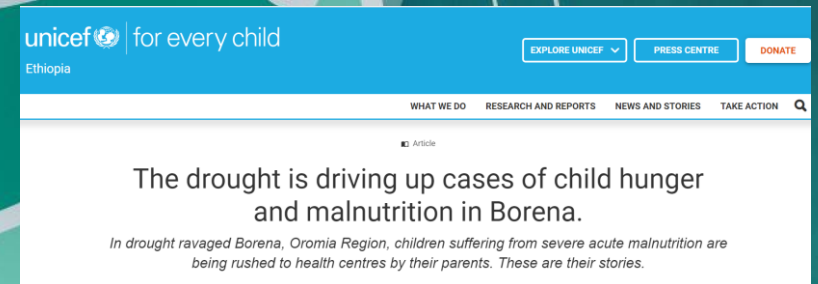 unicef for every child
Ethiopia
EXPLORE UNICEF
PRESS CENTRE
DONATE
WHAT WE DO
RESEARCH AND REPORTS
NEWS AND STORIES
TAKE ACTION
Article
The drought is driving up cases of child hunger
and malnutrition in Borena.
In drought ravaged Borena, Oromia Region, children suffering from severe acute malnutrition are
being rushed to health centres by their parents. These are their stories.